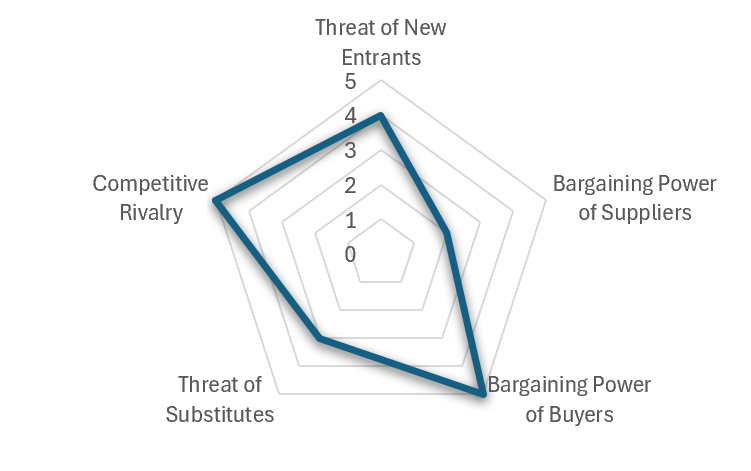 Threat of New
Entrants
5
4
3
2
1
0
Competitive
Rivalry
Bargaining Power
of Suppliers
Threat of
Substitutes
Bargaining Power
of Buyers